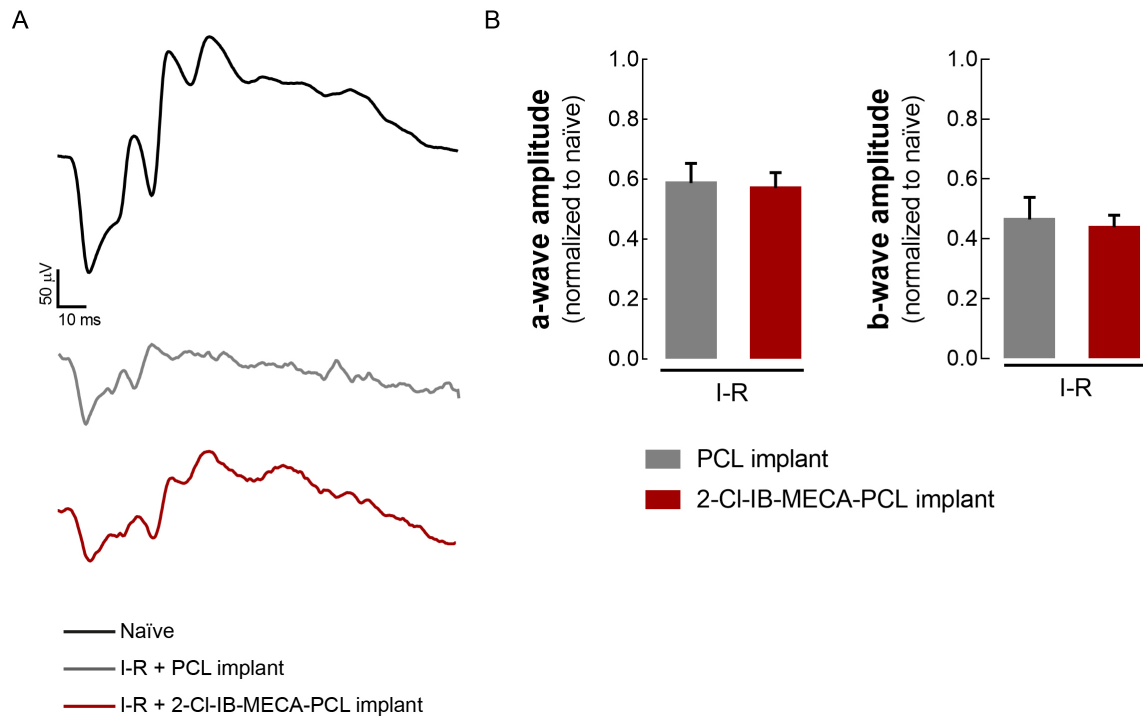 A
50 μV
10 ms
Naïve
I-R + PCL implant
I-R + 2-Cl-IB-MECA-PCL implant
B
a-wave amplitude
(normalized to naïve)
1.0
0.8
0.6
0.4
0.2
0.0
I-R
b-wave amplitude
(normalized to naïve)
1.0
0.8
0.6
0.4
0.2
0.0
I-R
PCL implant
2-Cl-IB-MECA-PCL implant